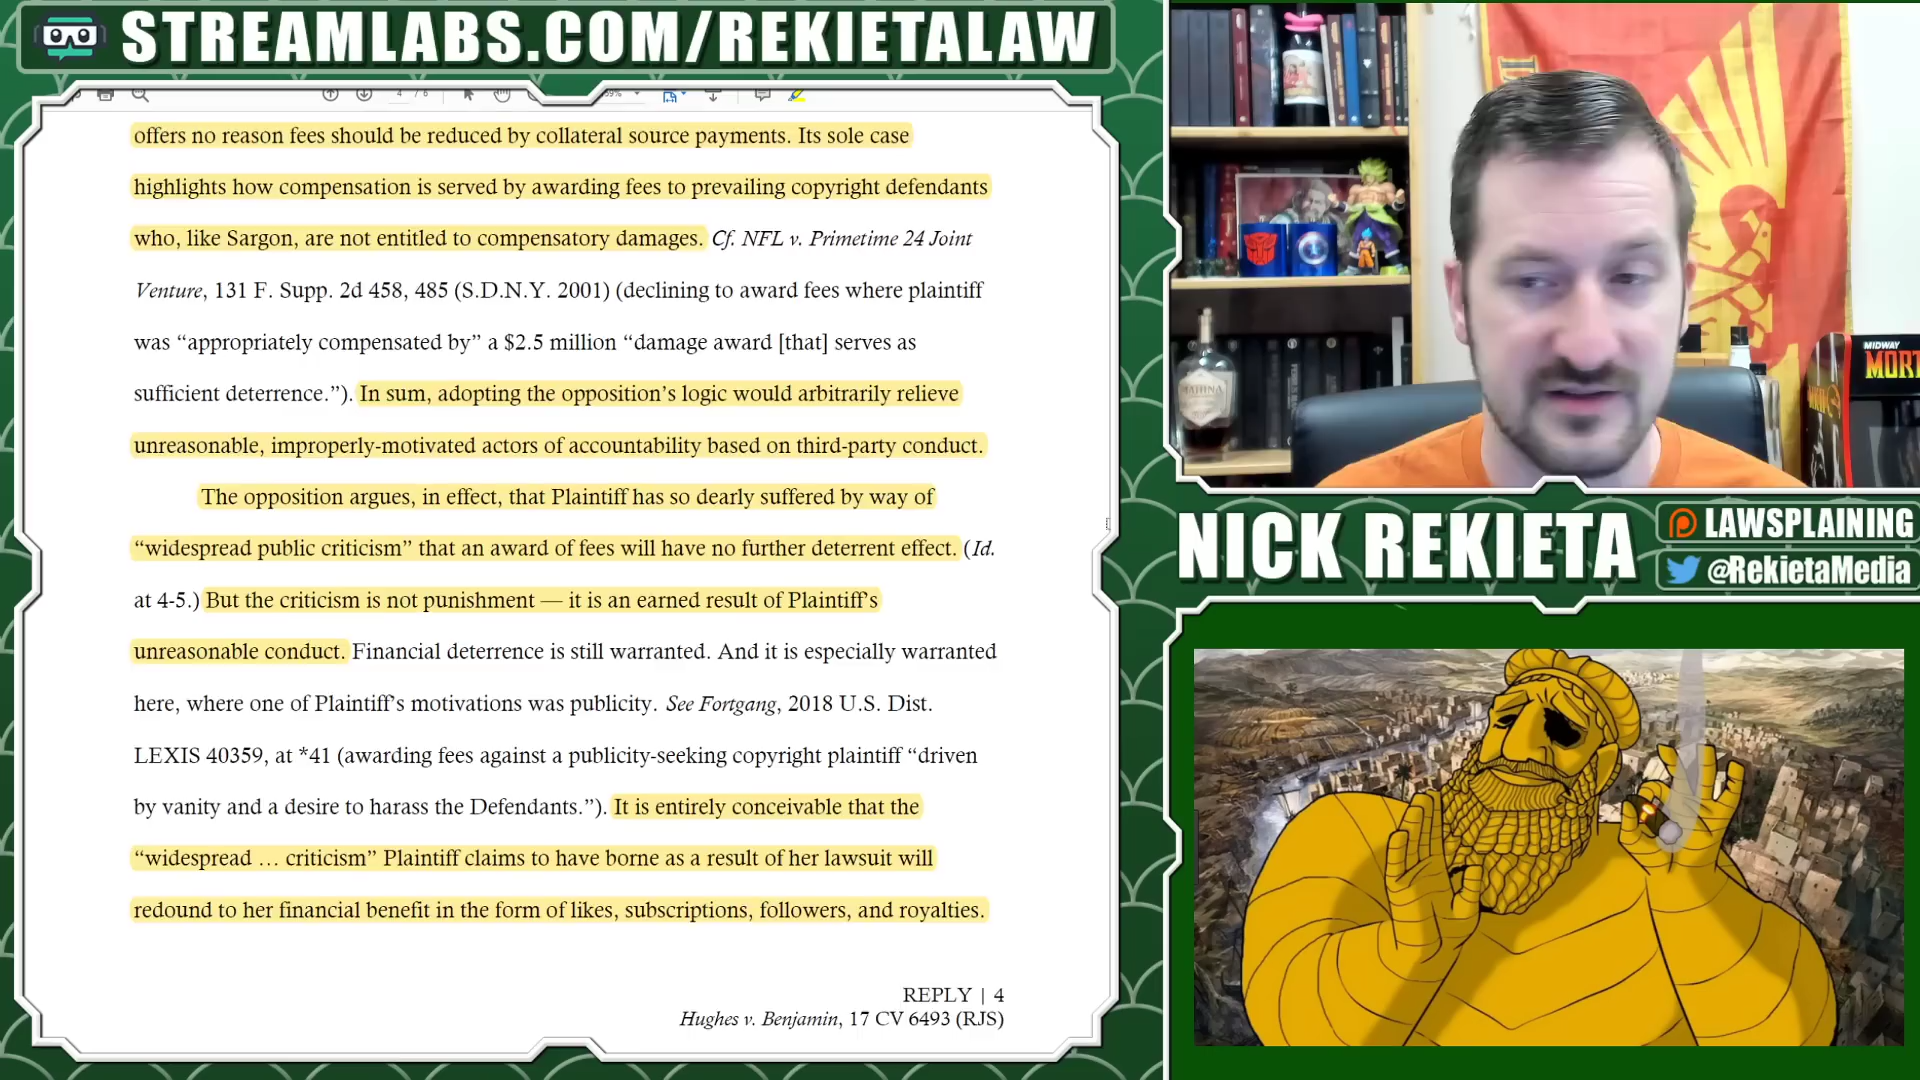 STREAMLABS.COM/REKIETALAW
4 / 6
offers no reason fees should be reduced by collateral source payments. Its sole case
highlights how compensation is served by awarding fees to prevailing copyright defendants
who, like Sargon, are not entitled to compensatory damages. Cf. NFL v. Primetime 24 Joint
Venture, 131 F. Supp. 2d 458, 485 (S.D.N.Y. 2001) (declining to award fees where plaintiff
was “appropriately compensated by” a $2.5 million “damage award [that] serves as
sufficient deterrence.”). In sum, adopting the opposition’s logic would arbitrarily relieve
unreasonable, improperly-motivated actors of accountability based on third-party conduct.
The opposition argues, in effect, that Plaintiff has so dearly suffered by way of
“widespread public criticism” that an award of fees will have no further deterrent effect. (Id.
at 4-5.) But the criticism is not punishment — it is an earned result of Plaintiff’s
unreasonable conduct. Financial deterrence is still warranted. And it is especially warranted
here, where one of Plaintiff’s motivations was publicity. See Fortgang, 2018 U.S. Dist.
LEXIS 40359, at *41 (awarding fees against a publicity-seeking copyright plaintiff “driven
by vanity and a desire to harass the Defendants.”). It is entirely conceivable that the
“widespread … criticism” Plaintiff claims to have borne as a result of her lawsuit will
redound to her financial benefit in the form of likes, subscriptions, followers, and royalties.
REPLY | 4
Hughes v. Benjamin, 17 CV 6493 (RJS)
MIDWAY
MOR
NICK REKIETA
LAWSPLAINING
@RekietaMedia